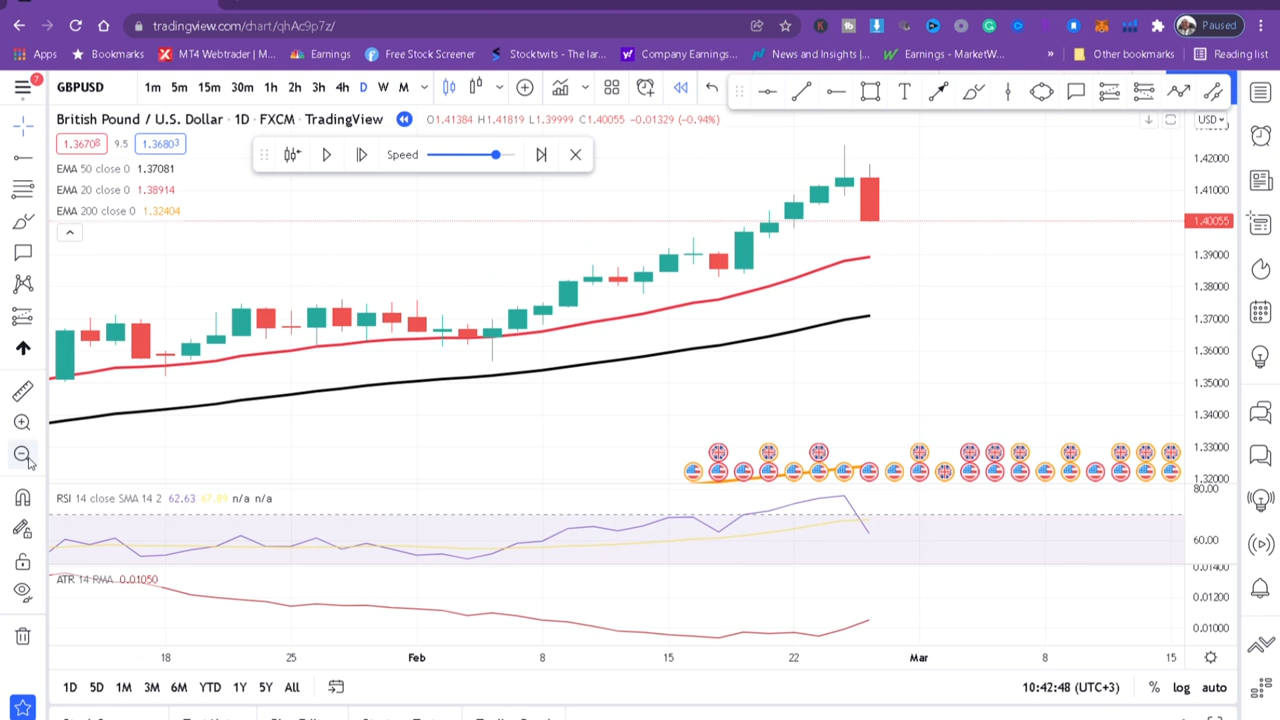 tradingview.com/chart/qhAc9p7z/
Paused
Apps Bookmarks MT4 Webtrader | M... Earnings Free Stock Screener Stocktwits - The lar... Company Earnings... News and Insights |... Earnings - MarketW... » Other bookmarks Reading list
7
GBPUSD 1m 5m 15m 30m 1h 2h 3h 4h D W M
British Pound / U.S. Dollar · 1D · FXCM · TradingView O1.41384 H1.41819 L1.39999 C1.40055 −0.01329 (−0.94%) USD
1.36708 9.5 1.36803
Speed
EMA 50 close 0 1.37081
EMA 20 close 0 1.38914
EMA 200 close 0 1.32404
1.42000
1.41000
1.40055
1.39000
1.38000
1.37000
1.36000
1.35000
1.34000
1.33000
1.32000
RSI 14 close SMA 14 2 62.63 67.89 n/a n/a
80.00
60.00
ATR 14 RMA 0.01050
0.01400
0.01200
0.01000
18 25 Feb 8 15 22 Mar 8 15
1D 5D 1M 3M 6M YTD 1Y 5Y All 10:42:48 (UTC+3) % log auto